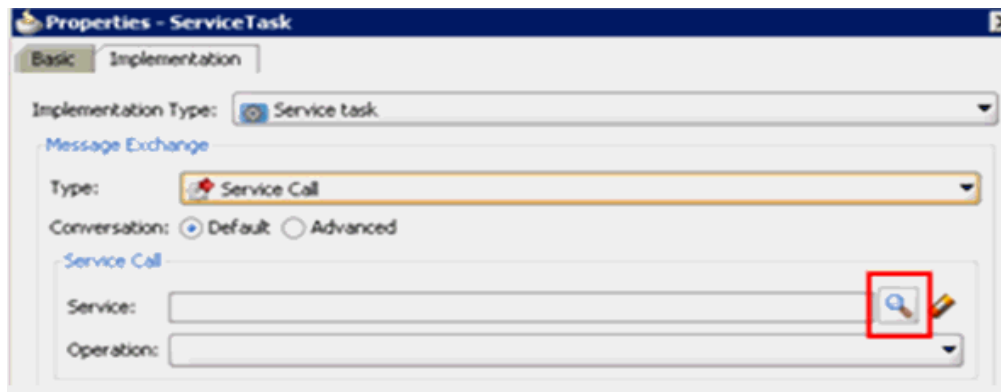 Properties - ServiceTask
Basic Implementation
Implementation Type: Service task
Message Exchange
Type: Service Call
Conversation: Default Advanced
Service Call
Service:
Operation: